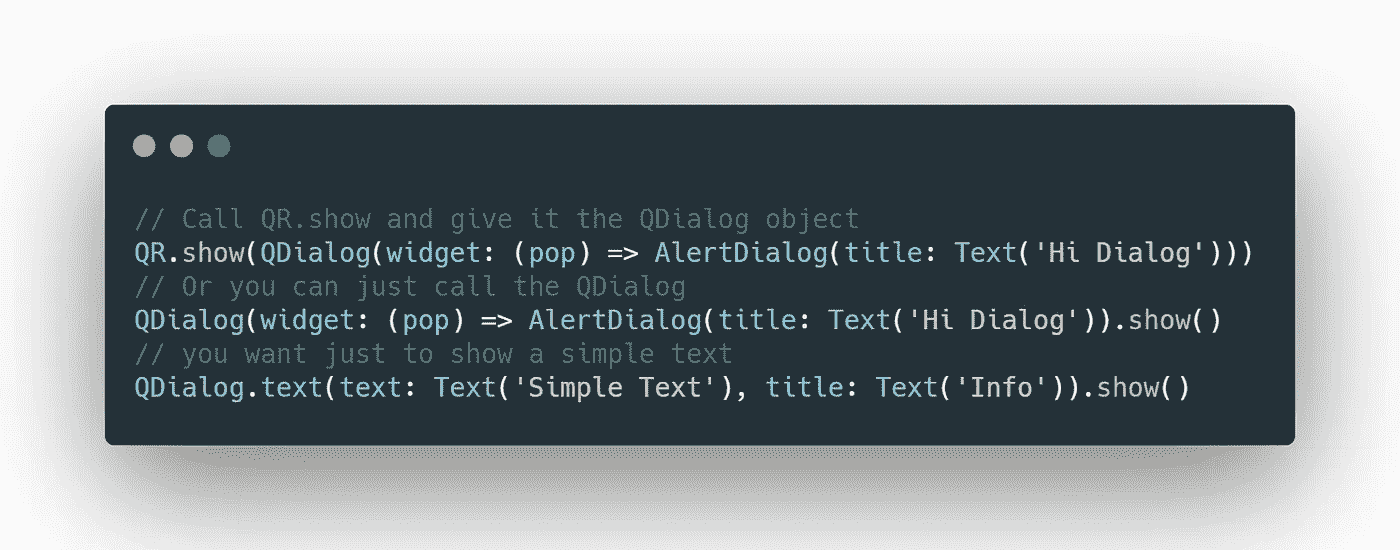 // Call QR.show and give it the QDialog object
QR.show(QDialog(widget: (pop) => AlertDialog(title: Text('Hi Dialog')))
// Or you can just call the QDialog
QDialog(widget: (pop) => AlertDialog(title: Text('Hi Dialog')).show()
// you want just to show a simple text
QDialog.text(text: Text('Simple Text'), title: Text('Info')).show()